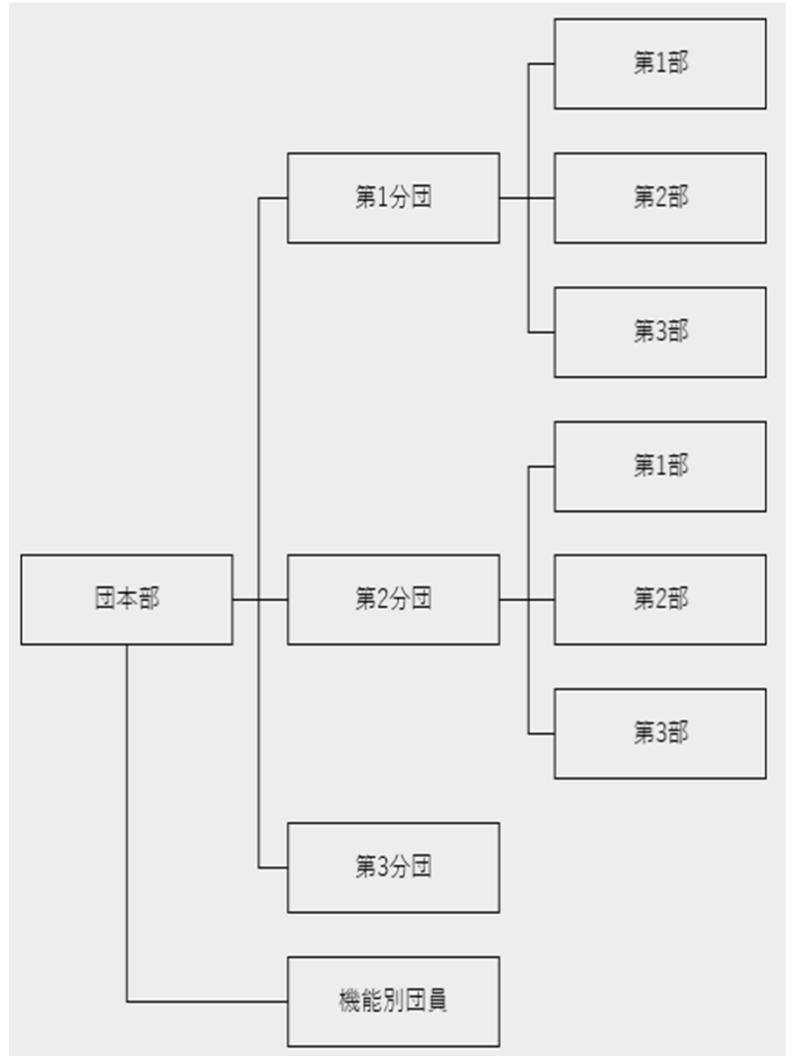 第1部
第1分団
第2部
第3部
第1部
団本部
第2分団
第2部
第3部
第3分団
機能別団員